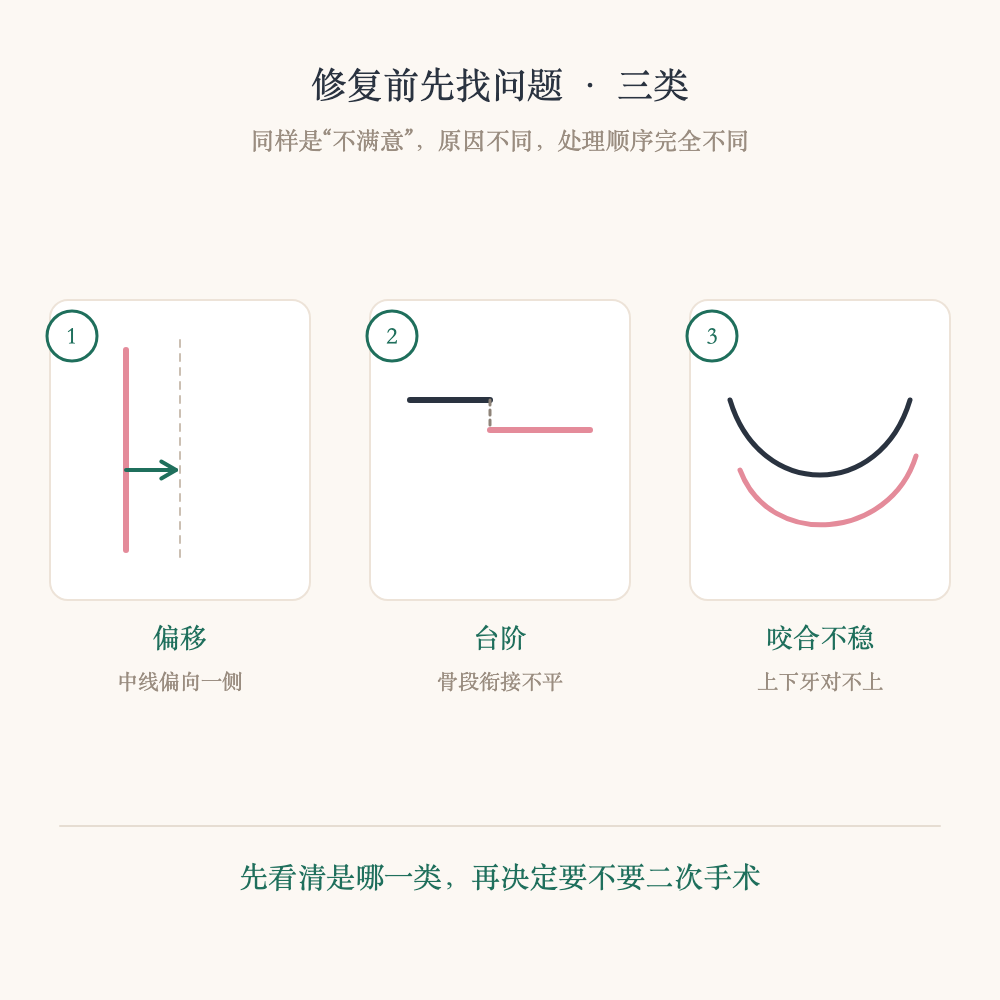 修复前先找问题 · 三类
同样是“不满意”，原因不同，处理顺序完全不同
1
2
3
偏移
台阶
咬合不稳
中线偏向一侧
骨段衔接不平
上下牙对不上
先看清是哪一类，再决定要不要二次手术